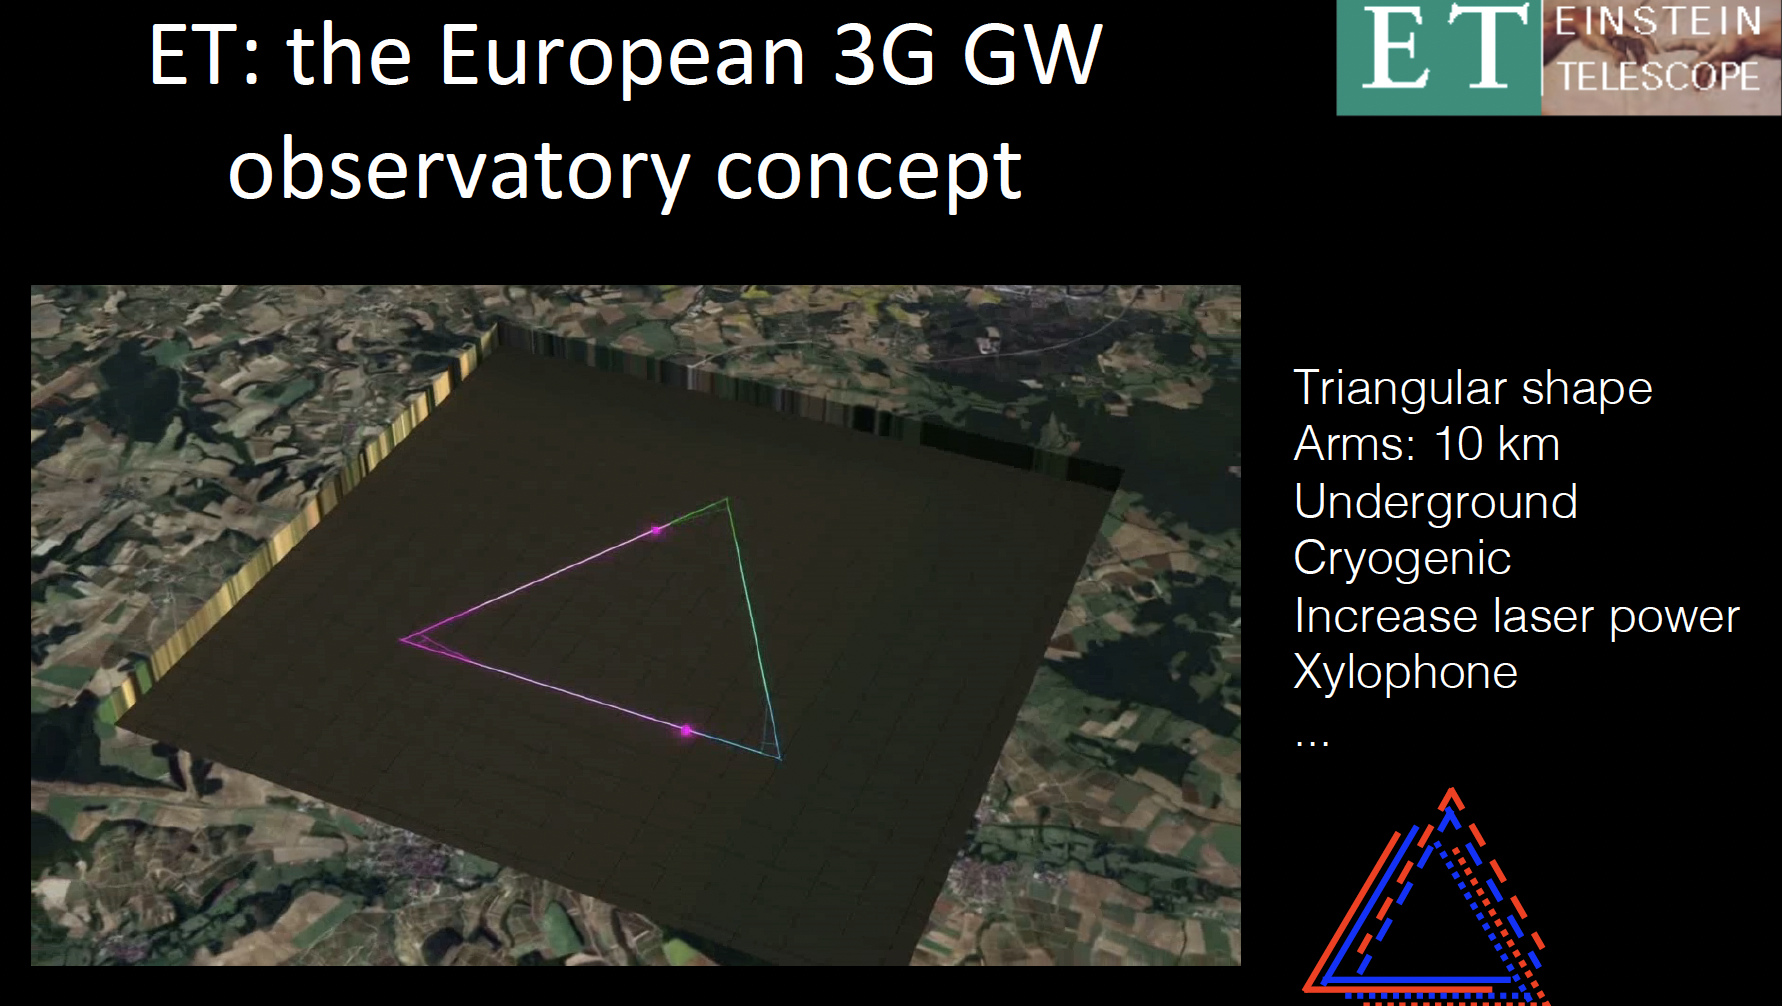 ET: the European 3G GW
observatory concept
ET EINSTEIN
TELESCOPE
Triangular shape
Arms: 10 km
Underground
Cryogenic
Increase laser power
Xylophone
...